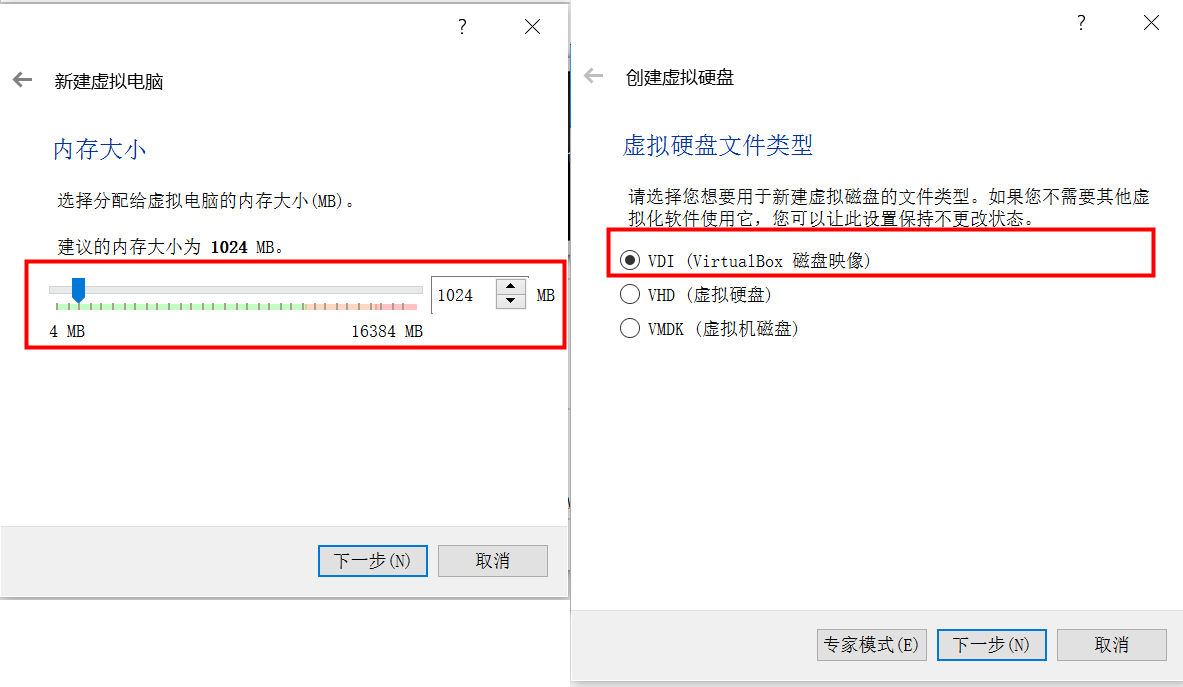 ?
新建虚拟电脑
内存大小
选择分配给虚拟电脑的内存大小(MB)。
建议的内存大小为 1024 MB。
1024 MB
4 MB 16384 MB
下一步(N) 取消
?
创建虚拟硬盘
虚拟硬盘文件类型
请选择您想要用于新建虚拟磁盘的文件类型。如果您不需要其他虚
拟化软件使用它，您可以让此设置保持不更改状态。
VDI (VirtualBox 磁盘映像)
VHD (虚拟硬盘)
VMDK (虚拟机磁盘)
专家模式(E) 下一步(N) 取消